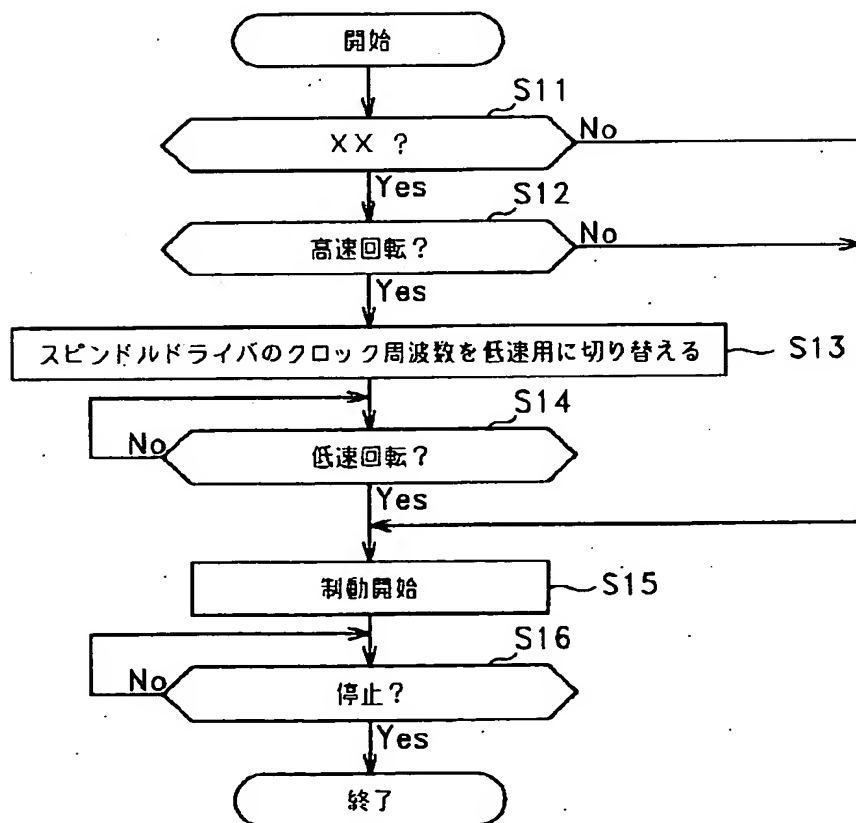 開始
S11
XX ?
No
Yes
S12
高速回転?
No
Yes
スピンドルドライバのクロック周波数を低速用に切り替える
S13
S14
低速回転?
No
Yes
制動開始
S15
S16
停止?
No
Yes
終了